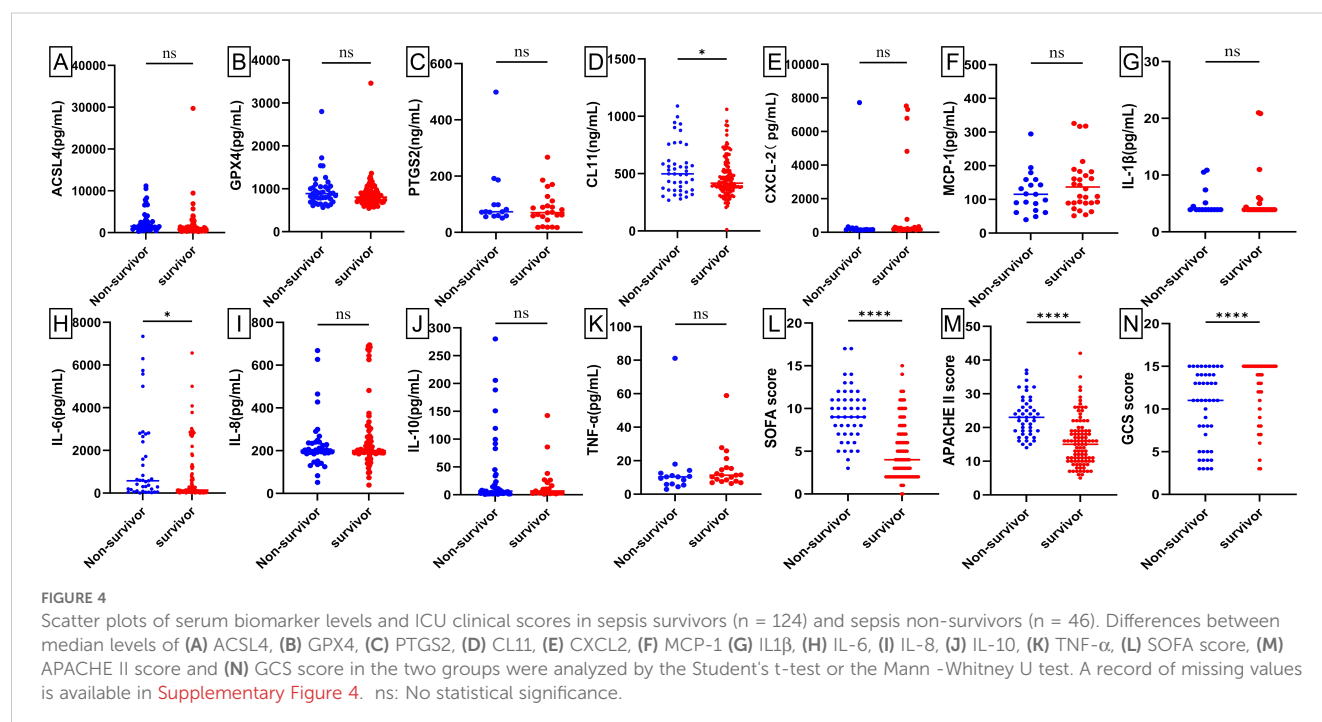 A
ns
ACSL4(pg/mL)
40000
30000
20000
10000
0
Non-survivor
survivor
B
ns
GPX4(pg/mL)
4000
3000
2000
1000
0
Non-survivor
survivor
C
ns
PTGS2(ng/mL)
600
400
200
0
Non-survivor
survivor
D
*
CL11(ng/mL)
1500
1000
500
0
Non-survivor
survivor
E
ns
CXCL-2( pg/mL)
10000
8000
6000
4000
2000
0
Non-survivor
survivor
F
ns
MCP-1(pg/mL)
500
400
300
200
100
0
Non-survivor
survivor
G
ns
IL-1β(pg/mL)
30
20
10
0
Non-survivor
survivor
H
*
IL-6(pg/mL)
8000
6000
4000
2000
0
Non-survivor
survivor
I
ns
IL-8(pg/mL)
800
600
400
200
0
Non-survivor
survivor
J
ns
IL-10(pg/mL)
300
250
200
150
100
50
0
Non-survivor
survivor
K
ns
TNF-α(pg/mL)
100
80
60
40
20
0
Non-survivor
survivor
L
****
SOFA score
20
15
10
5
0
Non-survivor
survivor
M
****
APACHE II score
50
40
30
20
10
0
Non-survivor
survivor
N
****
GCS score
20
15
10
5
0
Non-survivor
survivor
FIGURE 4
Scatter plots of serum biomarker levels and ICU clinical scores in sepsis survivors (n = 124) and sepsis non-survivors (n = 46). Differences between
median levels of (A) ACSL4, (B) GPX4, (C) PTGS2, (D) CL11, (E) CXCL2, (F) MCP-1 (G) IL1β, (H) IL-6, (I) IL-8, (J) IL-10, (K) TNF-α, (L) SOFA score, (M)
APACHE II score and (N) GCS score in the two groups were analyzed by the Student's t-test or the Mann -Whitney U test. A record of missing values
is available in Supplementary Figure 4. ns: No statistical significance.